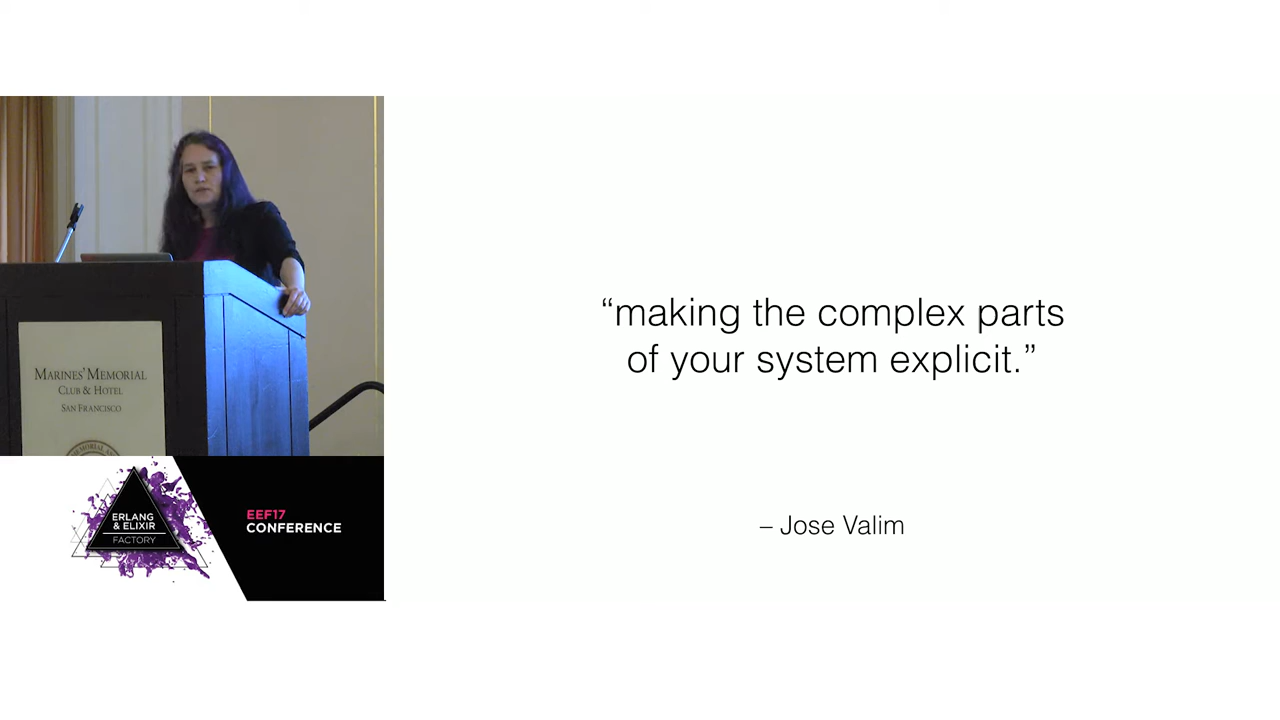 MARINES' MEMORIAL
CLUB & HOTEL
SAN FRANCISCO
ERLANG
& ELIXIR
FACTORY
EEF17
CONFERENCE
“making the complex parts
of your system explicit.”
– Jose Valim